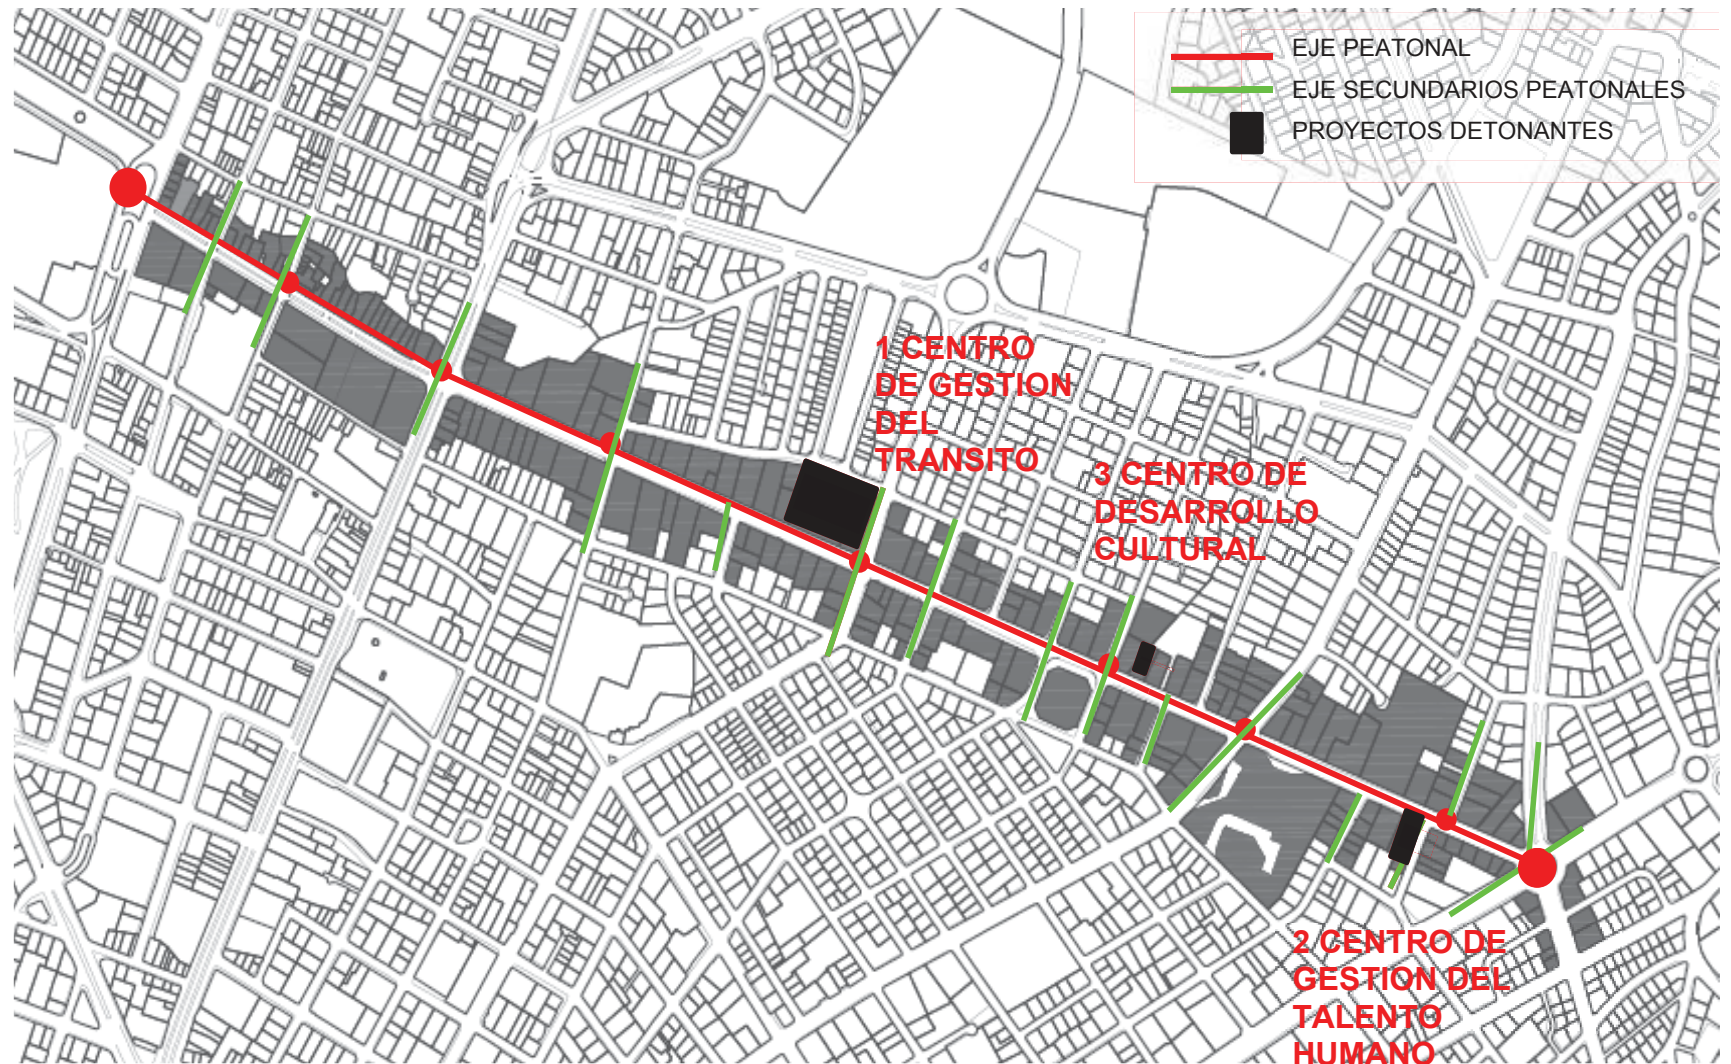 EJE PEATONAL
EJE SECUNDARIOS PEATONALES
PROYECTOS DETONANTES
1 CENTRO
DE GESTION
DEL
TRANSITO
3 CENTRO DE
DESARROLLO
CULTURAL
2 CENTRO DE
GESTION DEL
TALENTO
HUMANO